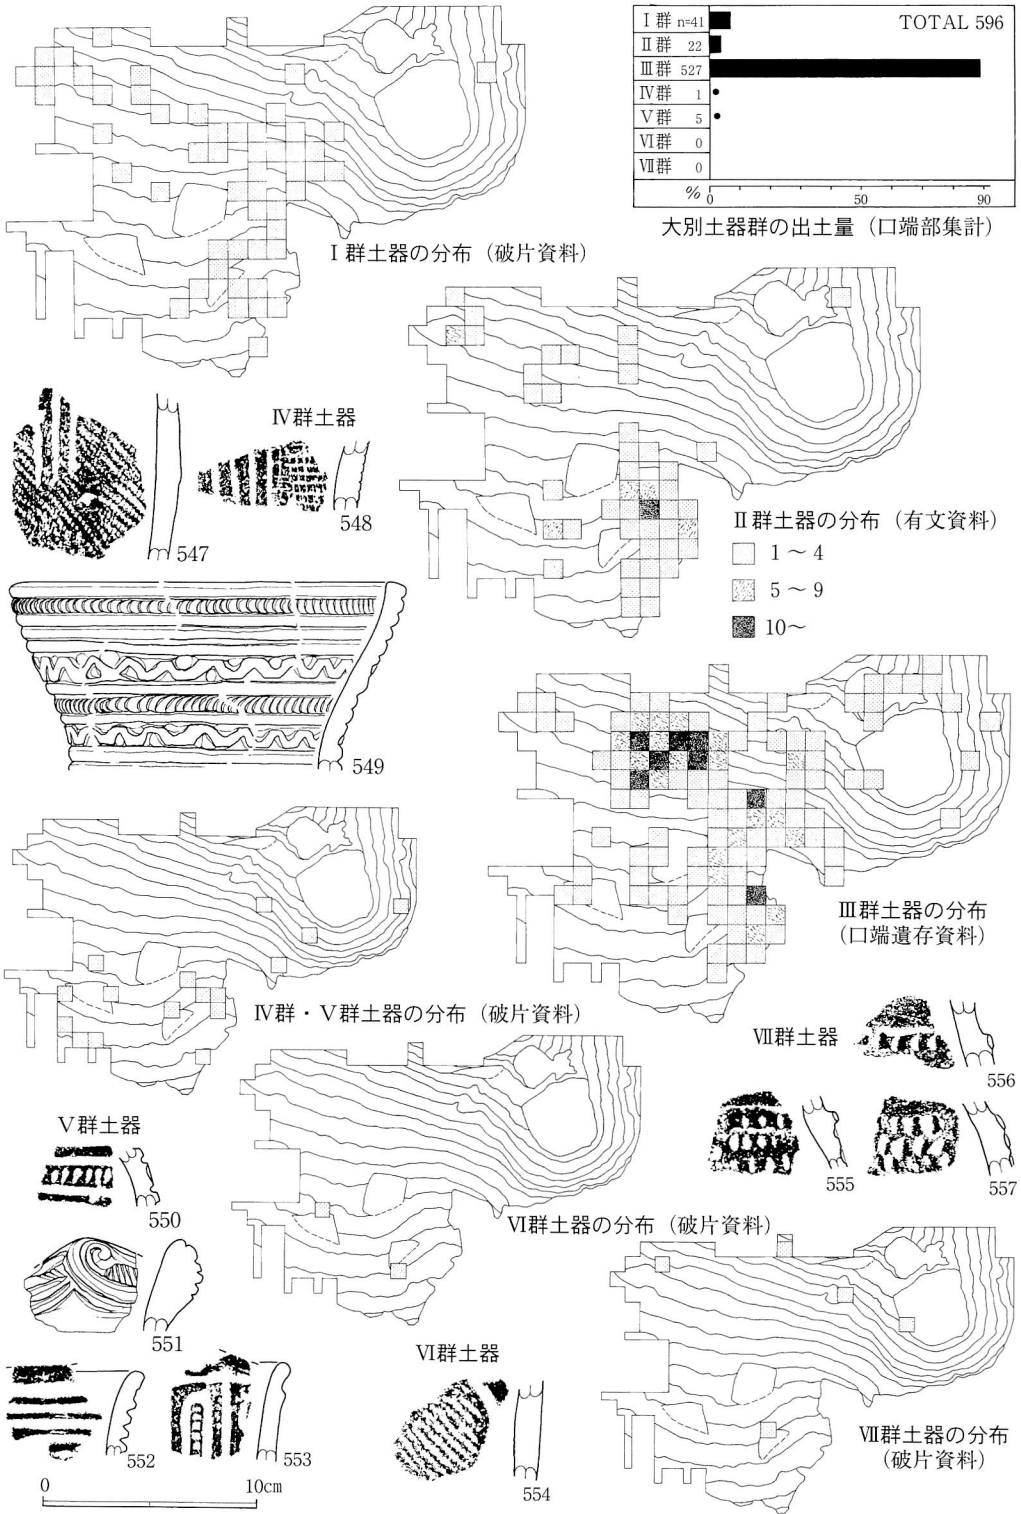 Ⅰ群 n=41
TOTAL 596
Ⅱ群 22
Ⅲ群 527
Ⅳ群 1
Ⅴ群 5
Ⅵ群 0
Ⅶ群 0
% 0 50 90
大別土器群の出土量（口端部集計）
Ⅰ群土器の分布（破片資料）
Ⅳ群土器
547
548
Ⅱ群土器の分布（有文資料）
1～4
5～9
10～
549
Ⅲ群土器の分布
（口端遺存資料）
Ⅳ群・Ⅴ群土器の分布（破片資料）
Ⅶ群土器
556
555
557
Ⅴ群土器
550
Ⅵ群土器の分布（破片資料）
551
Ⅵ群土器
552
553
554
Ⅶ群土器の分布
（破片資料）
0 10cm